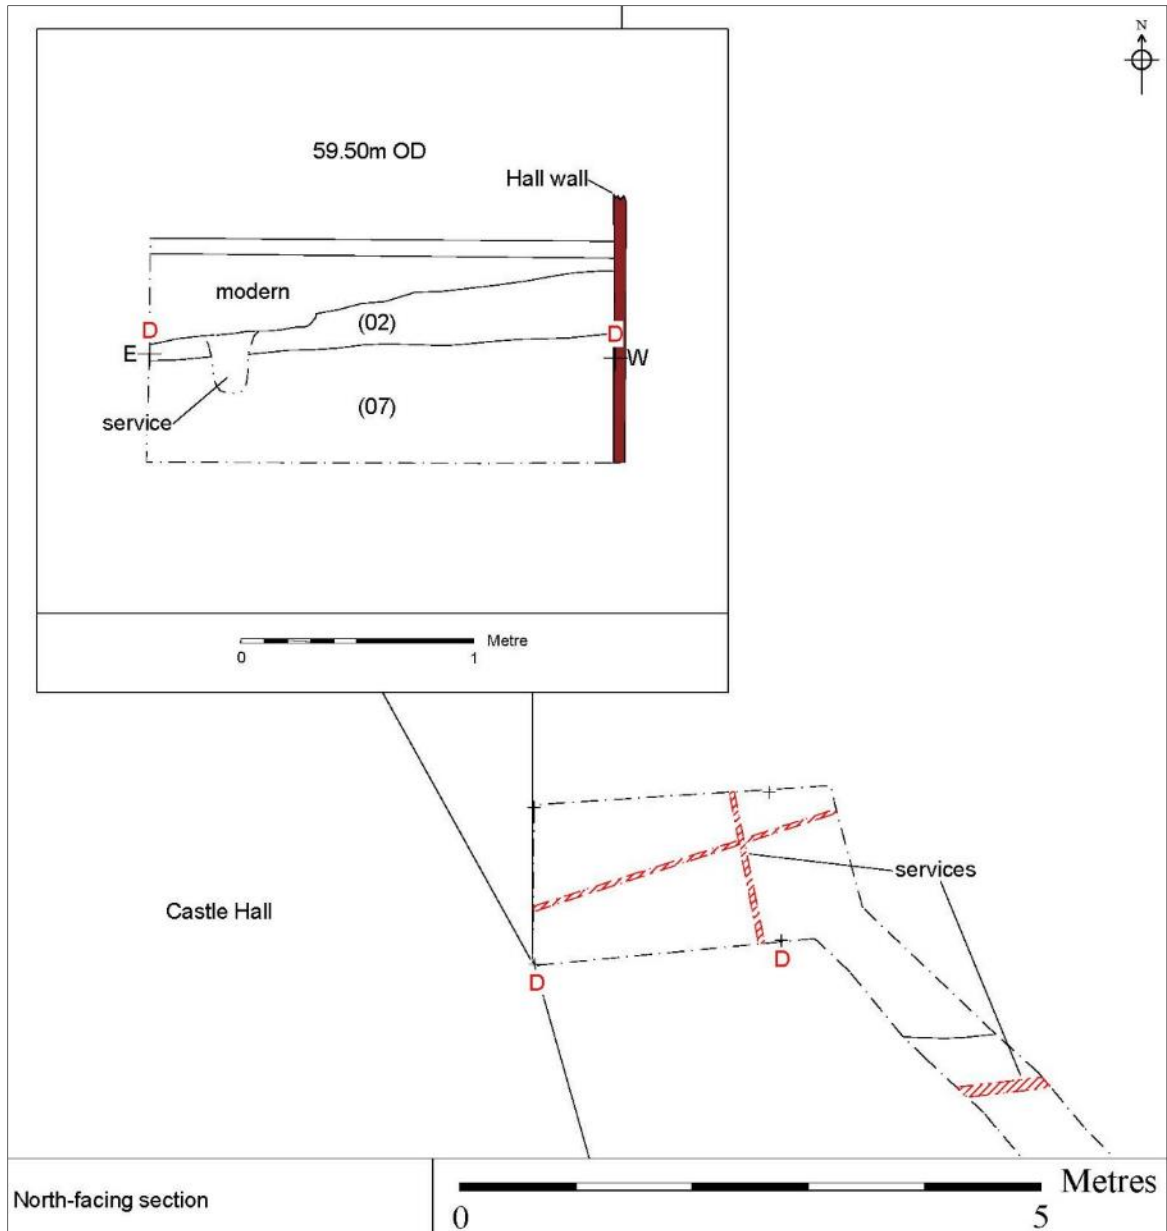 N
59.50m OD
Hall wall
modern
(02)
D
D
E
W
(07)
service
Metre
0 1
services
Castle Hall
D
D
North-facing section
Metres
0 5